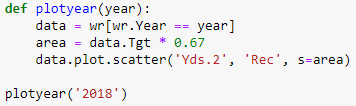 def plotyear(year):
    data = wr[wr.Year == year]
    area = data.Tgt * 0.67
    data.plot.scatter('Yds.2', 'Rec', s=area)

plotyear('2018')